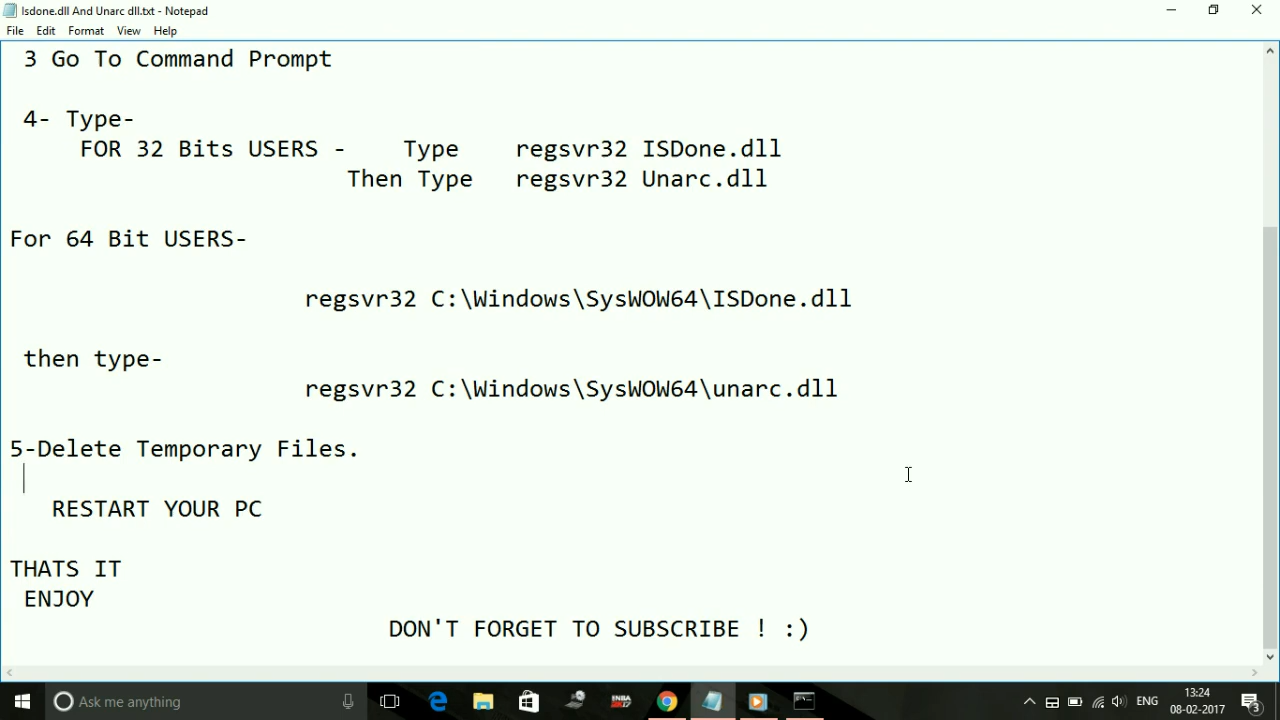 Isdone.dll And Unarc dll.txt - Notepad
File Edit Format View Help
3 Go To Command Prompt
4- Type-
FOR 32 Bits USERS - Type regsvr32 ISDone.dll
Then Type regsvr32 Unarc.dll
For 64 Bit USERS-
regsvr32 C:\Windows\SysWOW64\ISDone.dll
then type-
regsvr32 C:\Windows\SysWOW64\unarc.dll
5-Delete Temporary Files.
RESTART YOUR PC
THATS IT
ENJOY
DON'T FORGET TO SUBSCRIBE ! :)
Ask me anything
ENG
13:24
08-02-2017
3